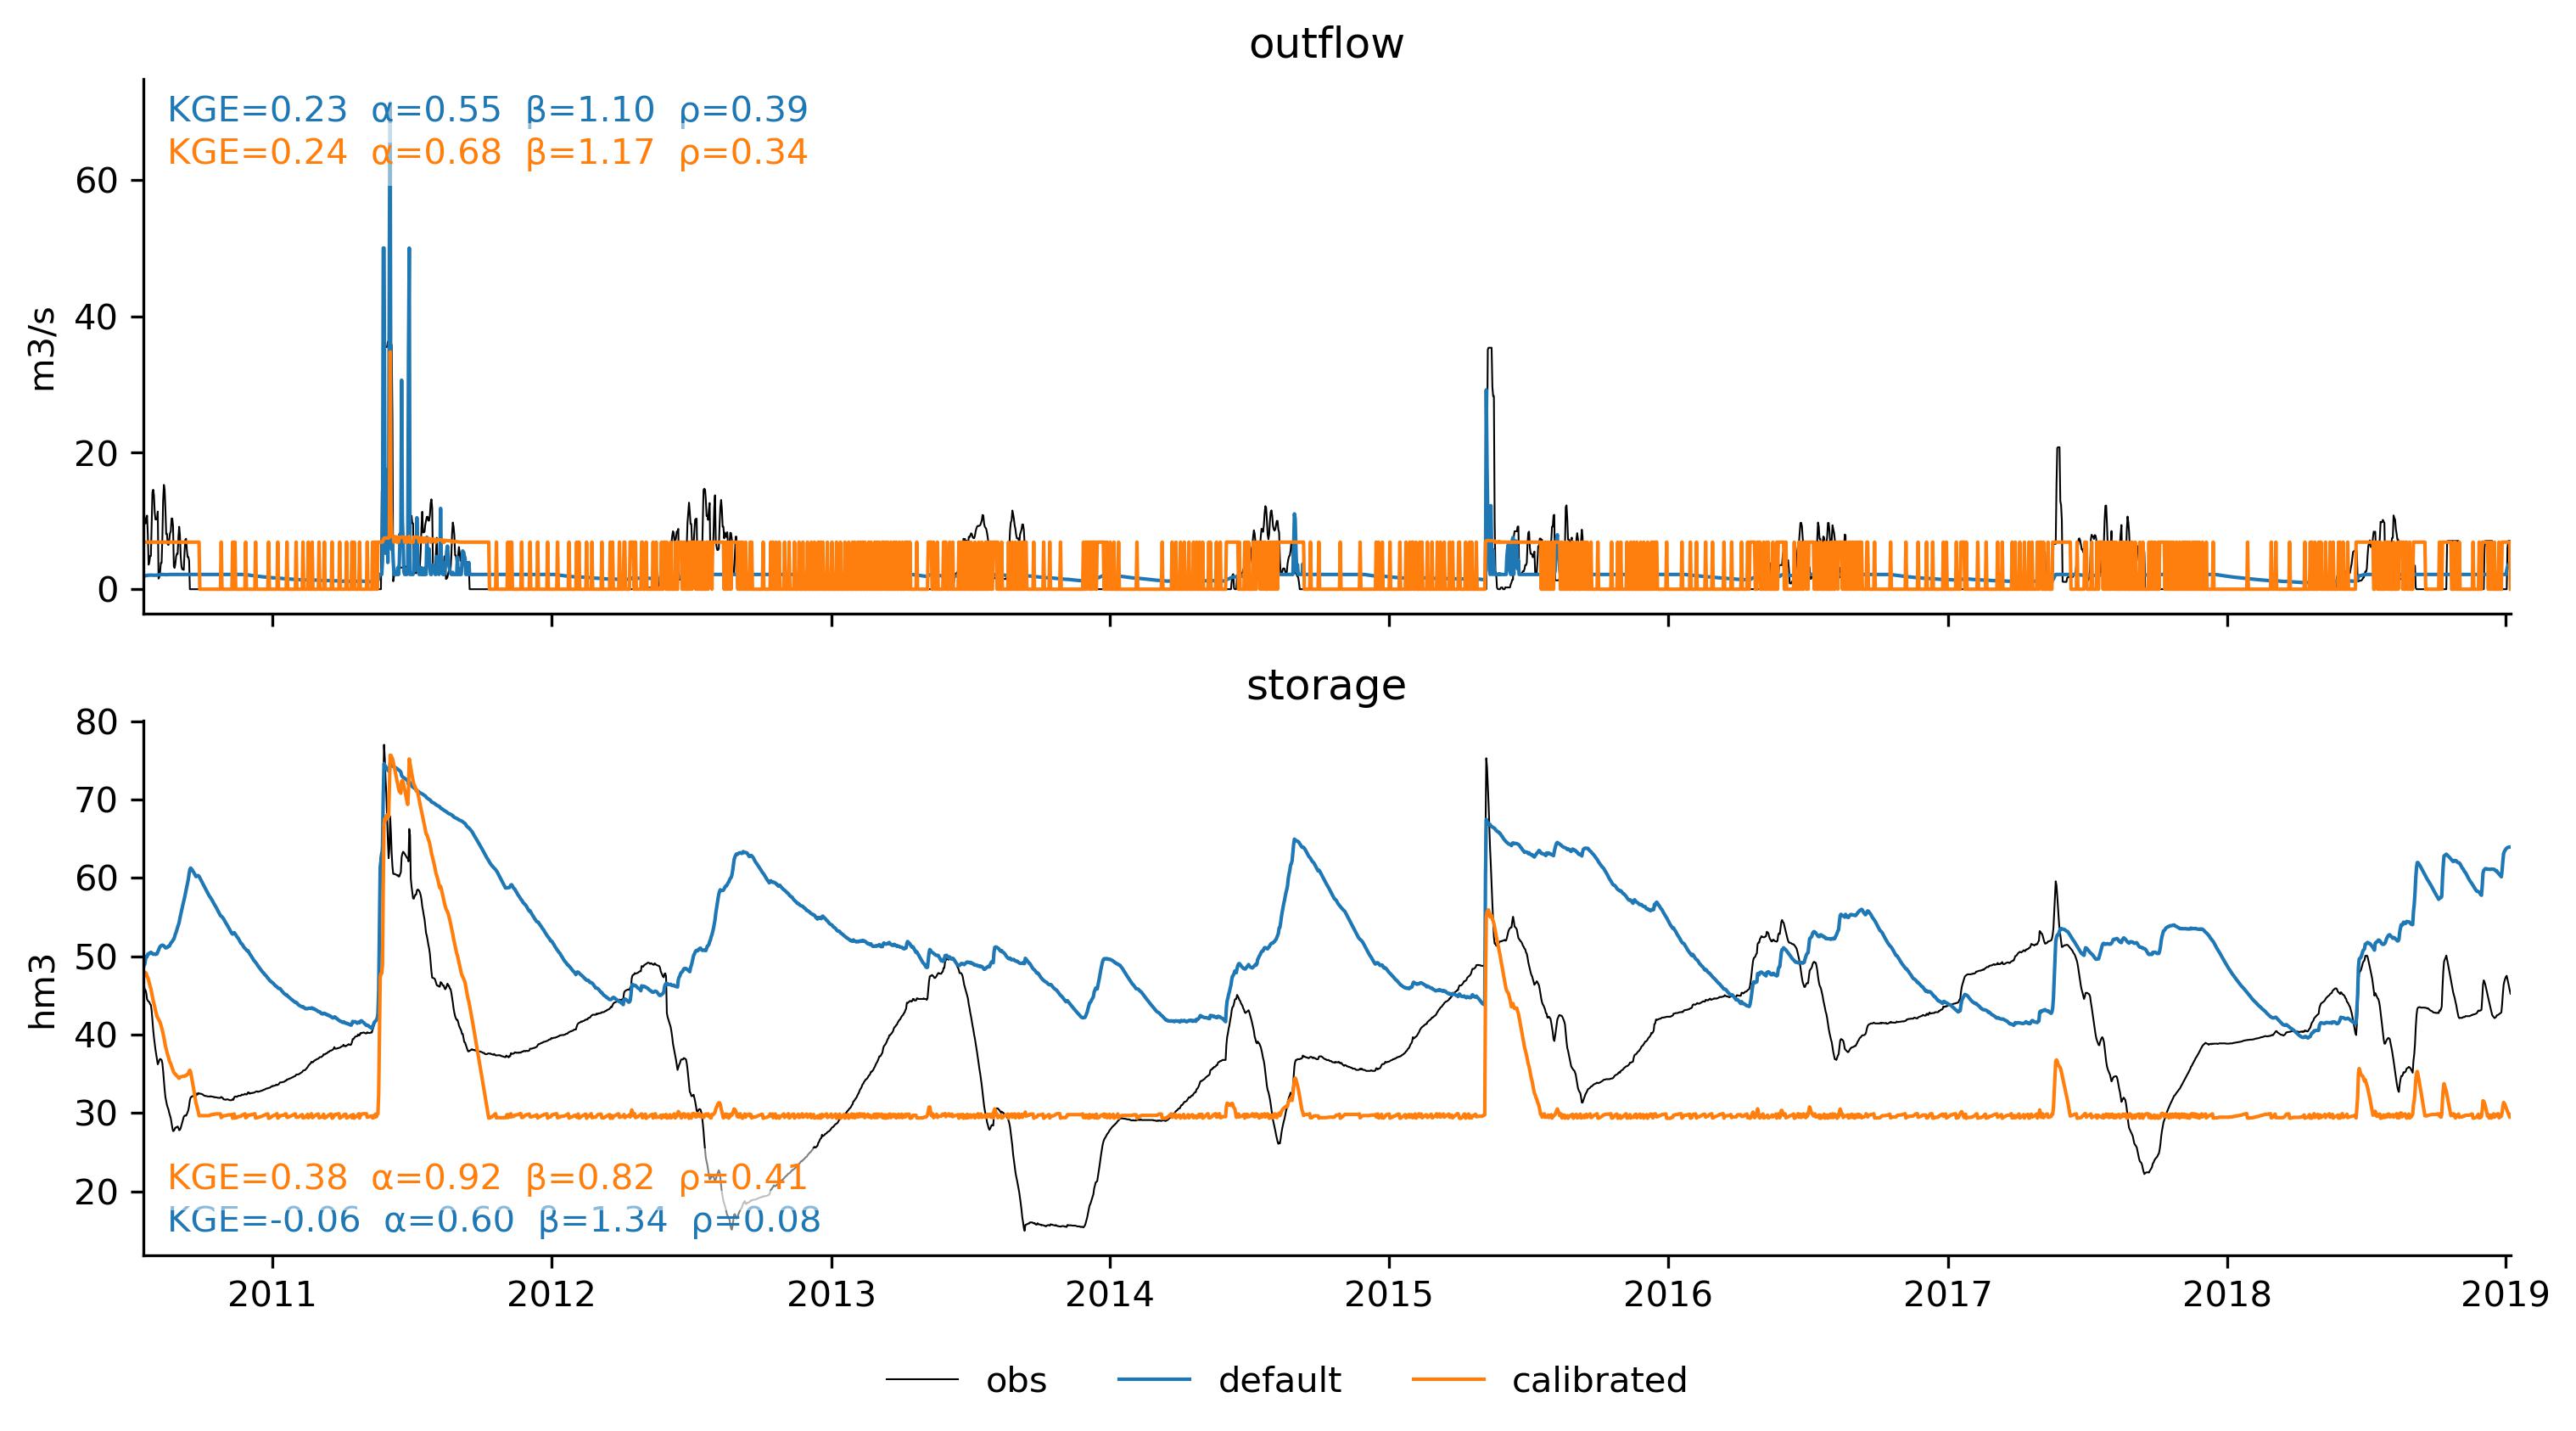 outflow
KGE=0.23 α=0.55 β=1.10 ρ=0.39
KGE=0.24 α=0.68 β=1.17 ρ=0.34
60
40
20
0
m3/s
storage
80
70
60
50
40
30
20
hm3
KGE=0.38 α=0.92 β=0.82 ρ=0.41
KGE=-0.06 α=0.60 β=1.34 ρ=0.08
2011 2012 2013 2014 2015 2016 2017 2018 2019
obs default calibrated